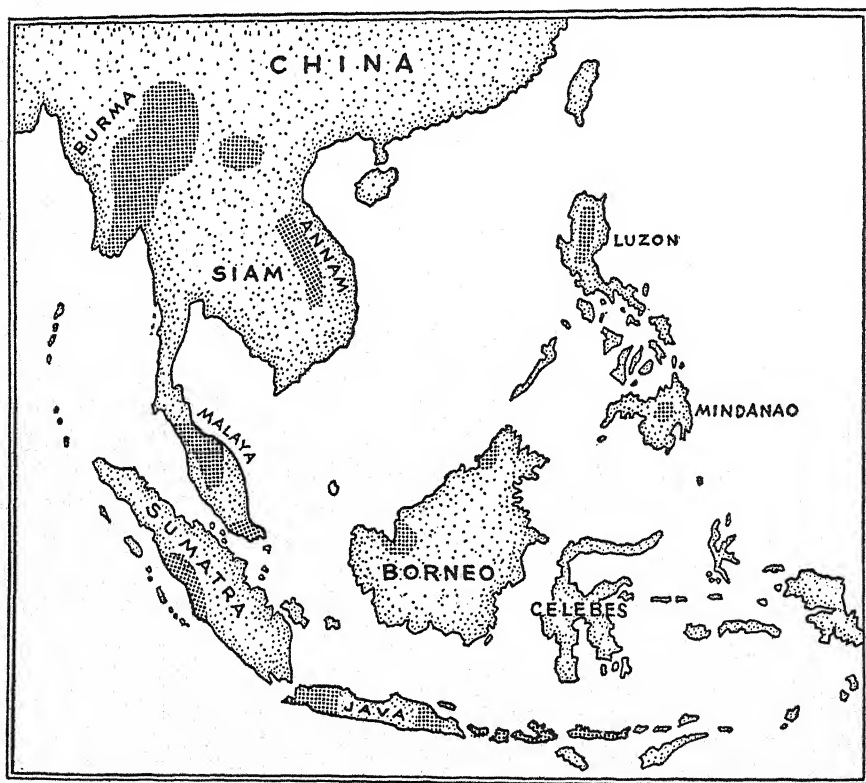 CHINA
BURMA
ANNAM
LUZON
SIAM
MINDANAO
MALAYA
SUMATRA
BORNEO
CELEBES
JAVA